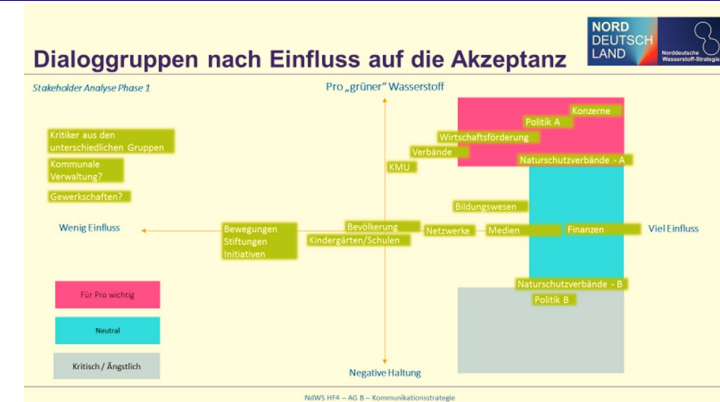 NORD
DEUTSCH
LAND
Norddeutsche
Wasserstoff-Strategie
Dialoggruppen nach Einfluss auf die Akzeptanz
Stakeholder Analyse Phase 1
Pro „grüner" Wasserstoff
Konzerne
Politik A
Kritiker aus den
unterschiedlichen Gruppen
Wirtschaftsförderung
Verbände
Naturschutzverbände - A
Kommunale
Verwaltung?
KMU
Gewerkschaften?
Bildungswesen
Wenig Einfluss
Bewegungen
Stiftungen
Initiativen
Bevölkerung
Kindergärten/Schulen
Netzwerke
Medien
Finanzen
Viel Einfluss
Naturschutzverbände - B
Politik B
Für Pro wichtig
Neutral
Kritisch / Ängstlich
Negative Haltung
NdWS HF4 – AG B – Kommunikationsstrategie